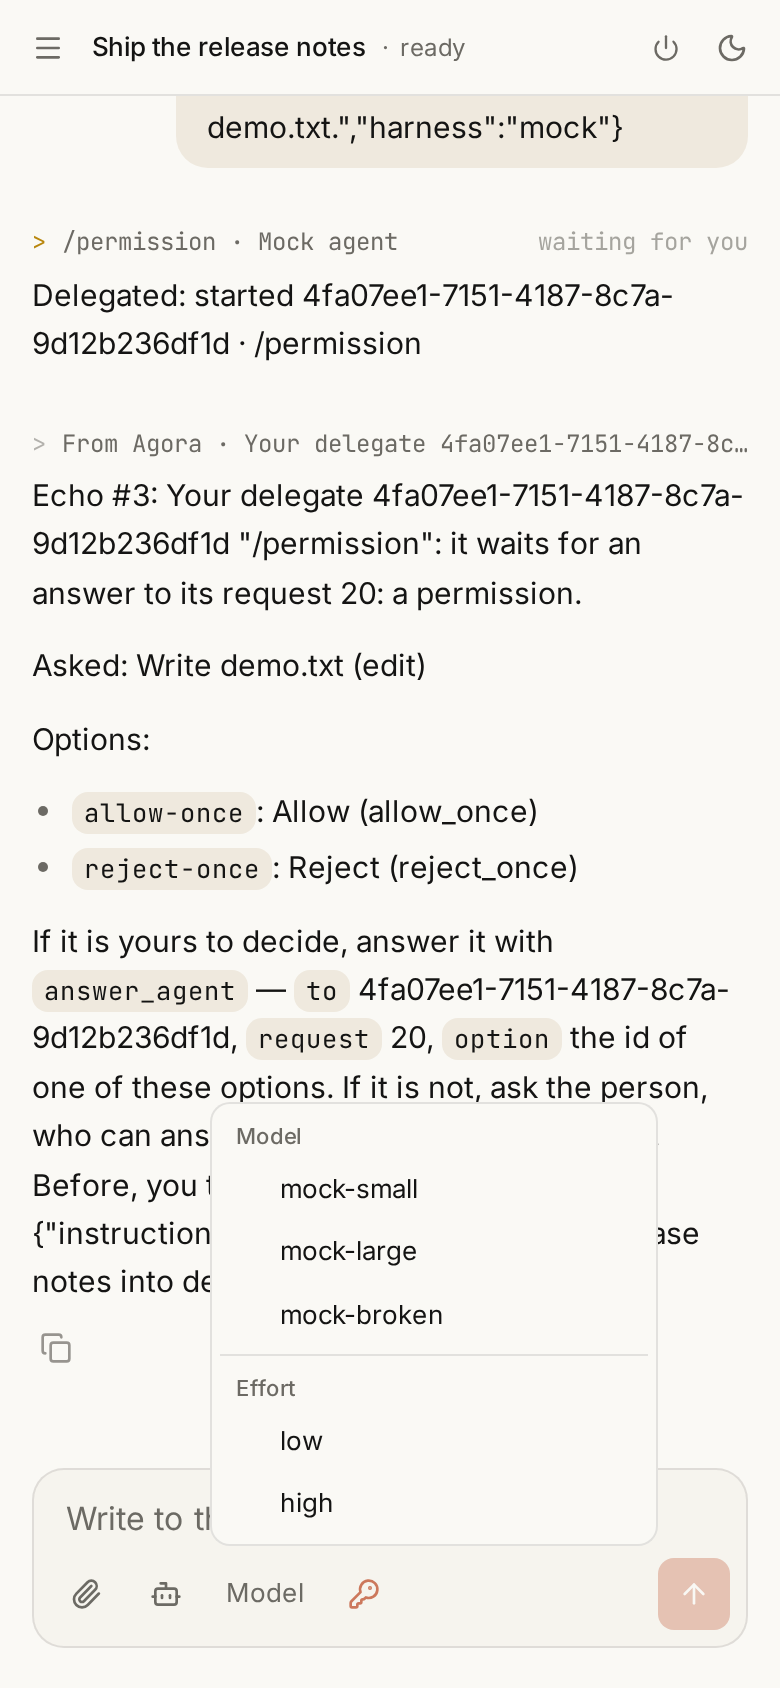 Ship the release notes · ready
demo.txt.","harness":"mock"}
> /permission · Mock agent waiting for you
Delegated: started 4fa07ee1-7151-4187-8c7a-
9d12b236df1d · /permission
> From Agora · Your delegate 4fa07ee1-7151-4187-8c…
Echo #3: Your delegate 4fa07ee1-7151-4187-8c7a-
9d12b236df1d "/permission": it waits for an
answer to its request 20: a permission.
Asked: Write demo.txt (edit)
Options:
• allow-once: Allow (allow_once)
• reject-once: Reject (reject_once)
If it is yours to decide, answer it with
answer_agent — to 4fa07ee1-7151-4187-8c7a-
9d12b236df1d, request 20, option the id of
one of these options. If it is not, ask the person,
who can
Before, you
{"instruction
notes into
Model
mock-small
mock-large
mock-broken
Effort
low
high
Write to
Model